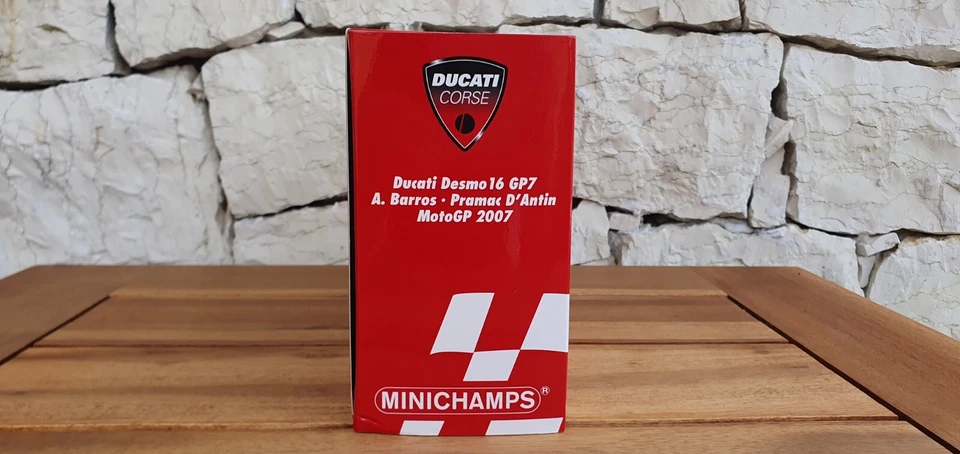 DUCATI
CORSE
Ducati Desmo16 GP7
A. Barros · Pramac D'Antin
MotoGP 2007
MINICHAMPS®